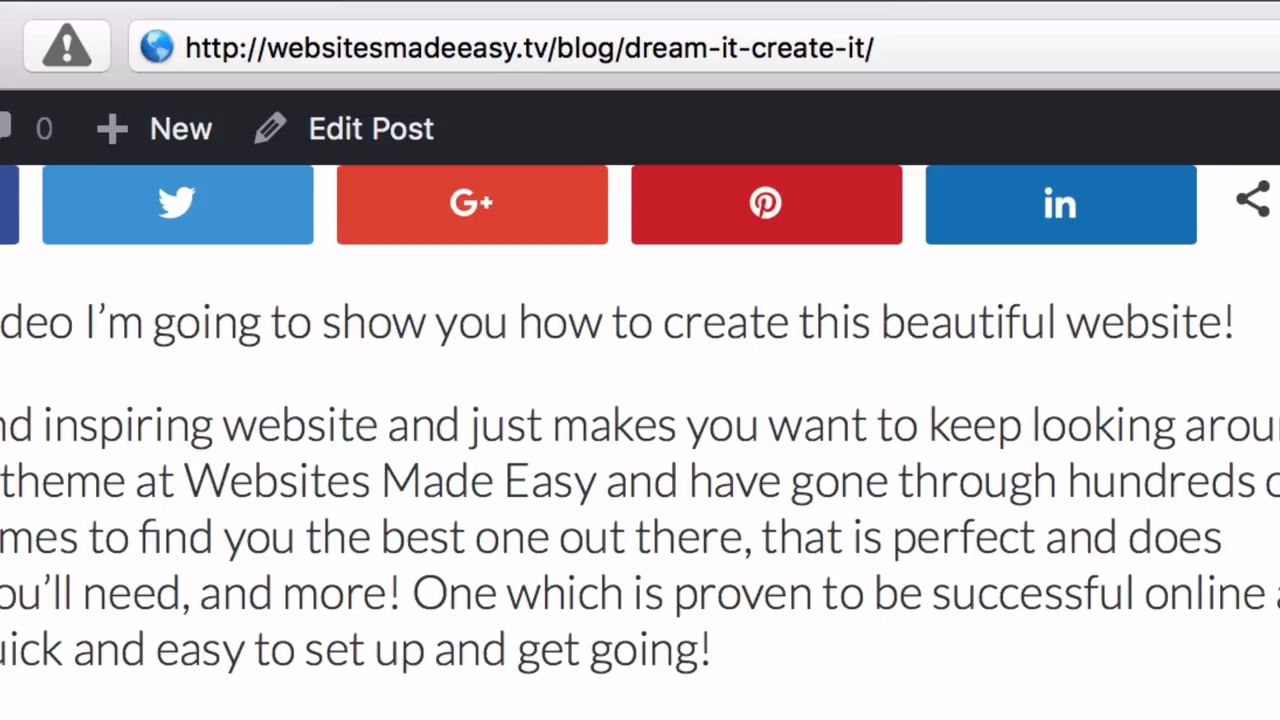 http://websitesmadeeasy.tv/blog/dream-it-create-it/
0 New Edit Post
G+ in
deo I’m going to show you how to create this beautiful website!
nd inspiring website and just makes you want to keep looking arou
theme at Websites Made Easy and have gone through hundreds
mes to find you the best one out there, that is perfect and does
ou’ll need, and more! One which is proven to be successful online
uick and easy to set up and get going!